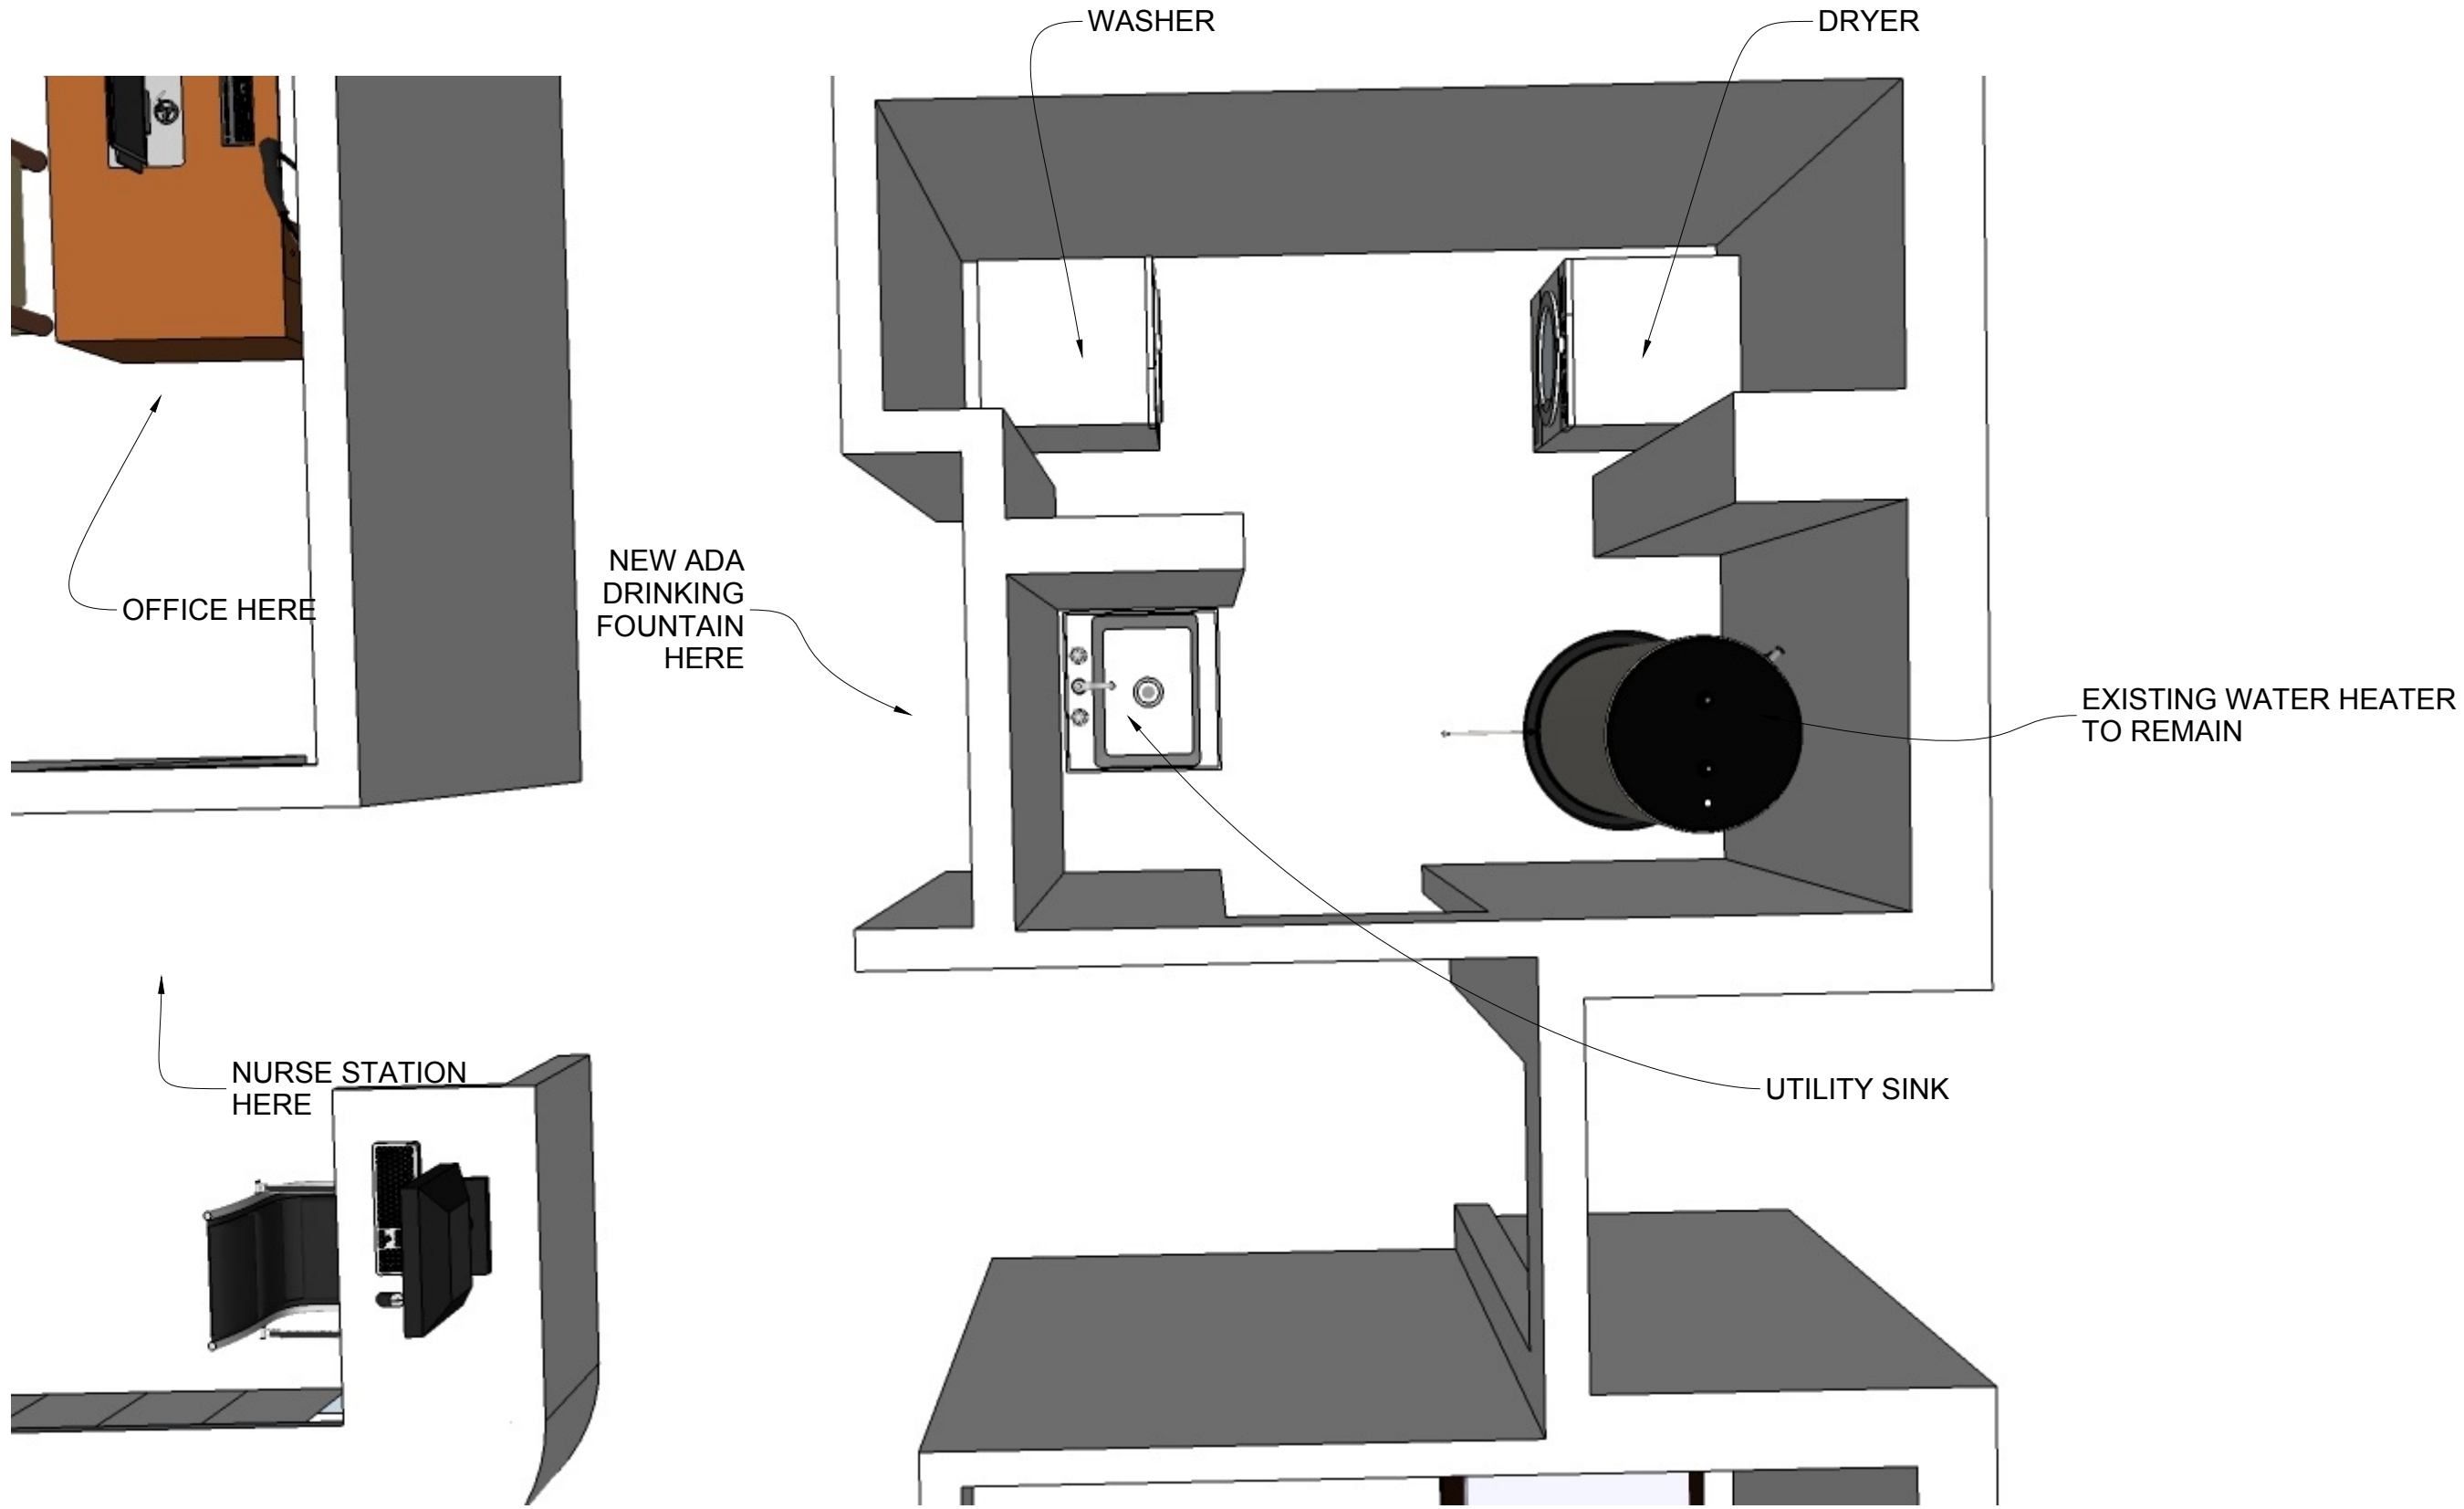 WASHER
DRYER
NEW ADA
DRINKING
FOUNTAIN
HERE
OFFICE HERE
EXISTING WATER HEATER
TO REMAIN
NURSE STATION
HERE
UTILITY SINK